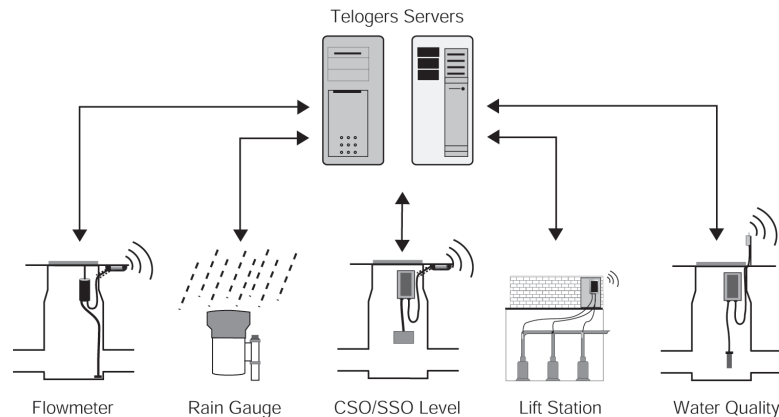 Telogers Servers
Flowmeter
Rain Gauge
CSO/SSO Level
Lift Station
Water Quality